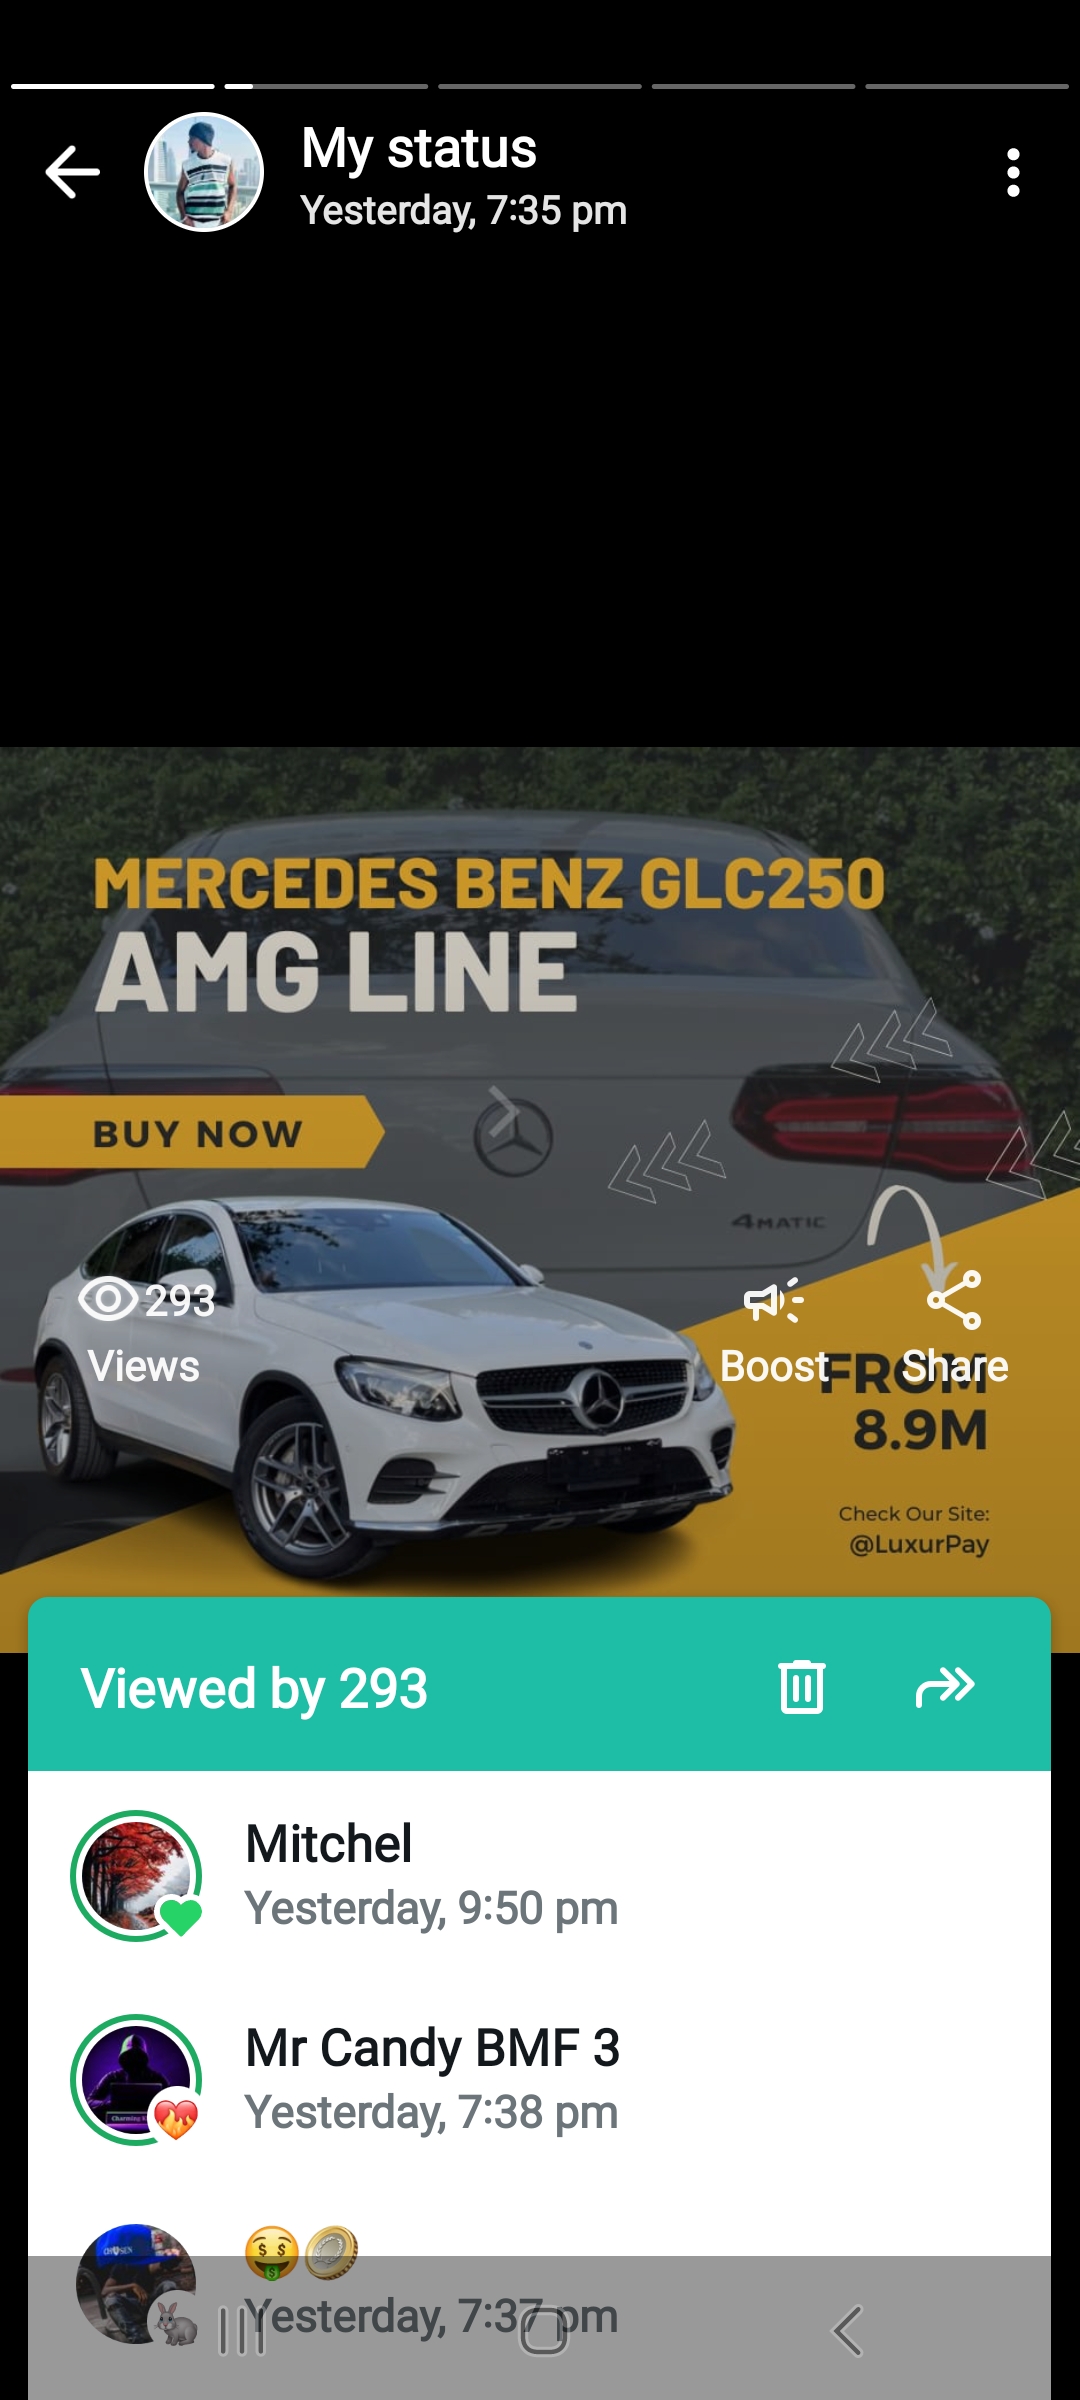 My status
Yesterday, 7:35 pm
MERCEDES BENZ GLC250
AMG LINE
BUY NOW
4MATIC
293
Views
Boost
Share
FROM
8.9M
Check Our Site:
@LuxurPay
Viewed by 293
Mitchel
Yesterday, 9:50 pm
Mr Candy BMF 3
Yesterday, 7:38 pm
🤑🪙
Yesterday, 7:37 pm